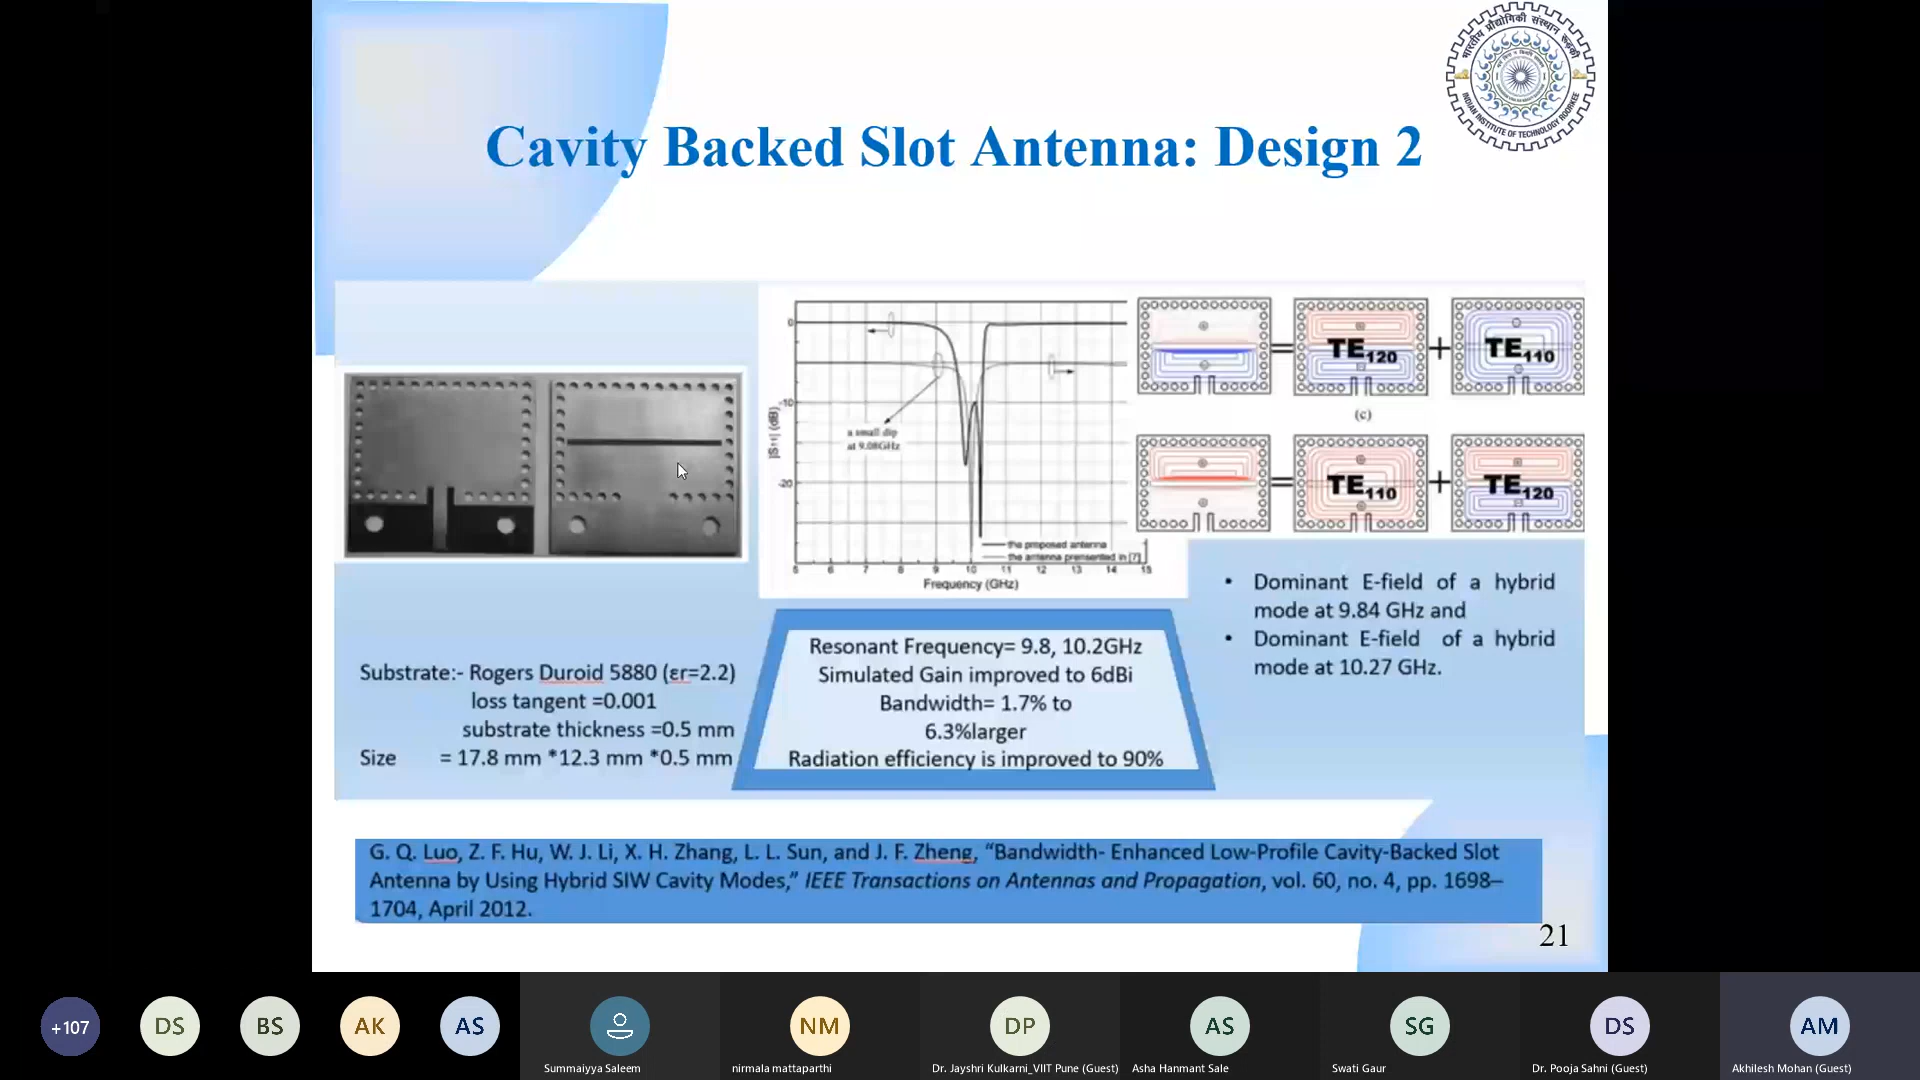 भारतीय प्रौद्योगिकी संस्थान रूड़की
INDIAN INSTITUTE OF TECHNOLOGY ROORKEE
Cavity Backed Slot Antenna: Design 2
0
-10
-20
|S11| (dB)
a small dip
at 9.08GHz
the proposed antenna
the antenna prensented in [7]
5 6 7 8 9 10 11 12 13 14 15
Frequency (GHz)
= TE120 + TE110
(c)
= TE110 + TE120
• Dominant E-field of a hybrid
mode at 9.84 GHz and
• Dominant E-field of a hybrid
mode at 10.27 GHz.
Substrate:- Rogers Duroid 5880 (εr=2.2)
loss tangent =0.001
substrate thickness =0.5 mm
Size = 17.8 mm *12.3 mm *0.5 mm
Resonant Frequency= 9.8, 10.2GHz
Simulated Gain improved to 6dBi
Bandwidth= 1.7% to
6.3%larger
Radiation efficiency is improved to 90%
G. Q. Luo, Z. F. Hu, W. J. Li, X. H. Zhang, L. L. Sun, and J. F. Zheng, “Bandwidth- Enhanced Low-Profile Cavity-Backed Slot
Antenna by Using Hybrid SIW Cavity Modes,” IEEE Transactions on Antennas and Propagation, vol. 60, no. 4, pp. 1698–
1704, April 2012.
21
+107 DS BS AK AS NM DP AS SG DS AM
Summaiyya Saleem nirmala mattaparthi Dr. Jayshri Kulkarni_VIIT Pune (Guest) Asha Hanmant Sale Swati Gaur Dr. Pooja Sahni (Guest) Akhilesh Mohan (Guest)